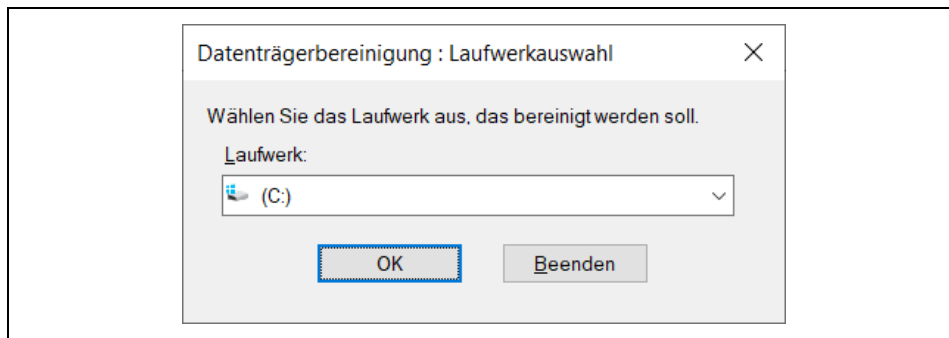 Datenträgerbereinigung : Laufwerkauswahl
Wählen Sie das Laufwerk aus, das bereinigt werden soll.
Laufwerk:
(C:)
OK Beenden